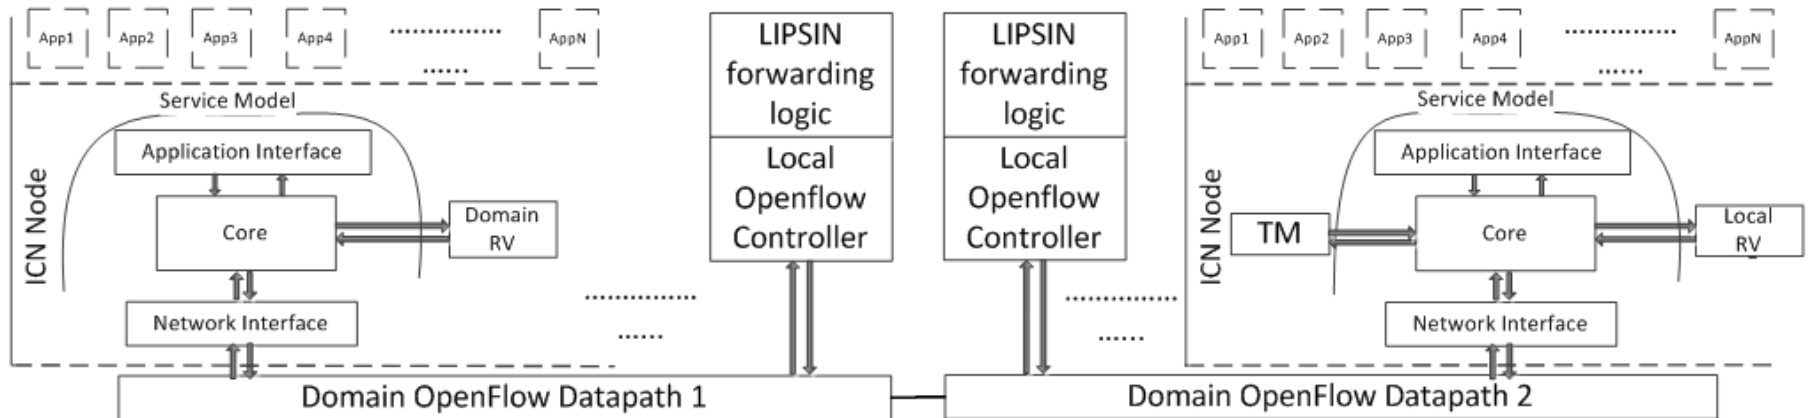 App1 App2 App3 App4 ................... AppN
......
Service Model
Application Interface
ICN Node
Core
Domain
RV
Network Interface
...................
......
LIPSIN
forwarding
logic
Local
Openflow
Controller
LIPSIN
forwarding
logic
Local
Openflow
Controller
...................
......
App1 App2 App3 App4 ................... AppN
......
Service Model
Application Interface
ICN Node
TM
Core
Local
RV
Network Interface
Domain OpenFlow Datapath 1
Domain OpenFlow Datapath 2